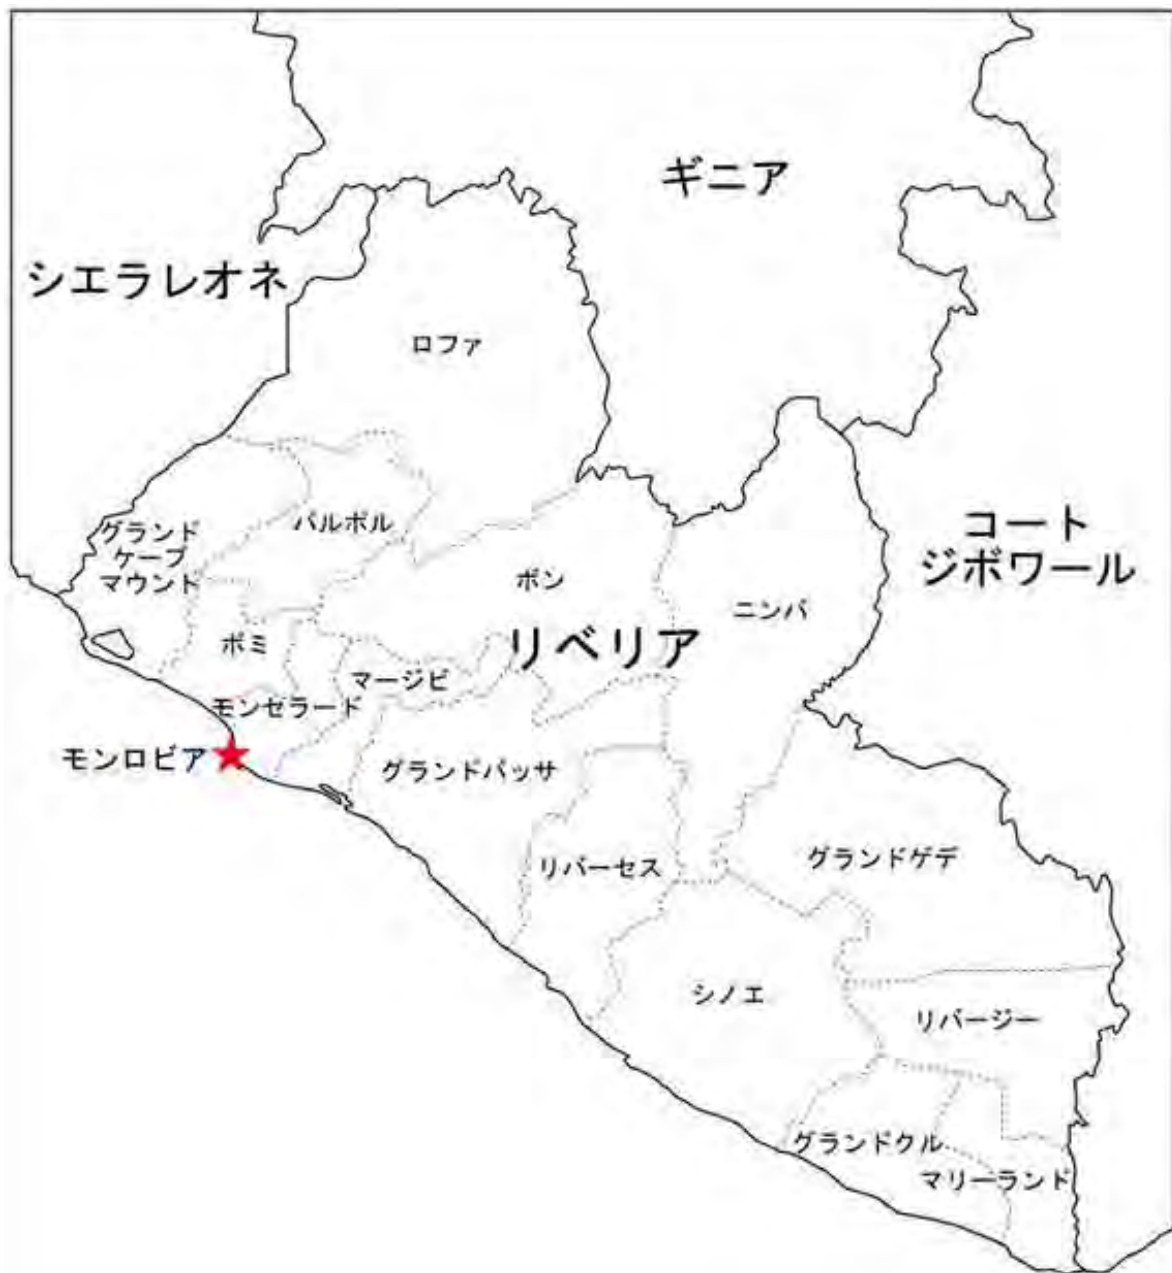 ギニア
シエラレオネ
ロファ
コート
ジボワール
グランド
ケープ
マウンド
バルボル
ボン
ニンバ
リベリア
ボミ
マージビ
モンゼラード
モンロビア
グランドバッサ
リバーセス
グランドゲデ
シノエ
リバージー
グランドクル
マリーランド